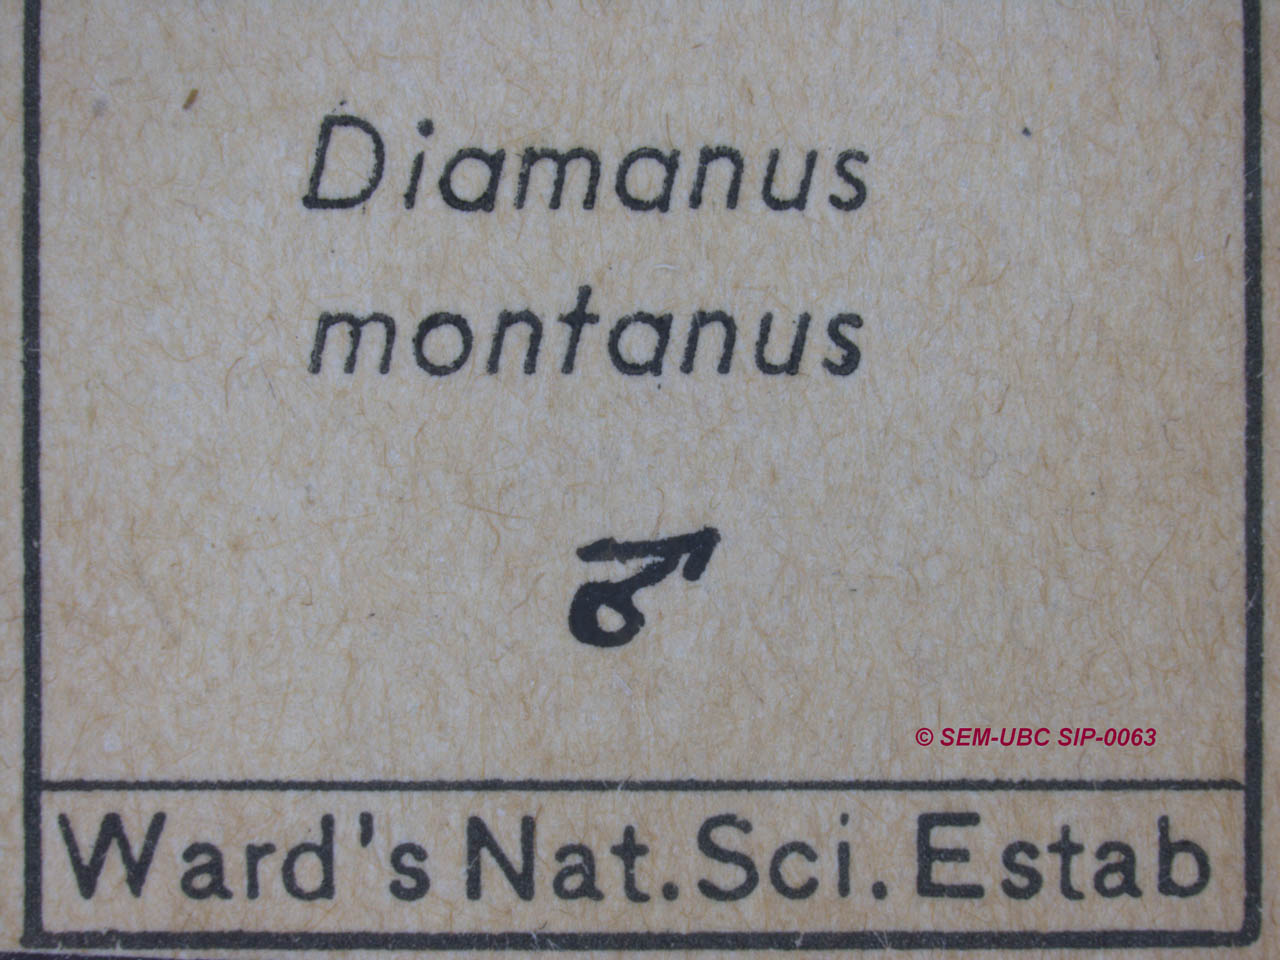 Diamanus
montanus
♂
© SEM-UBC SIP-0063
Ward's Nat. Sci. Estab